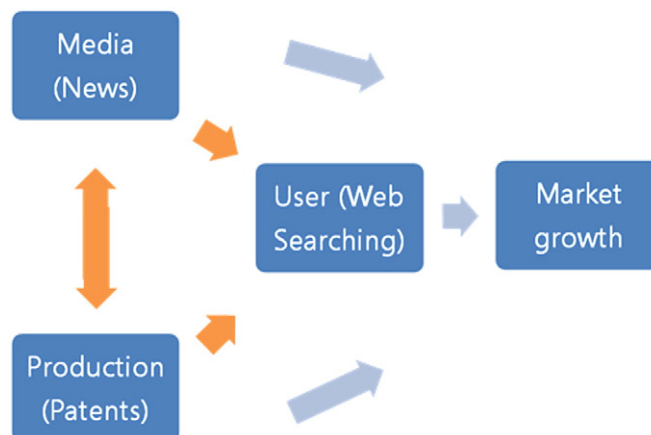 Media
(News)
User (Web
Searching)
Market
growth
Production
(Patents)